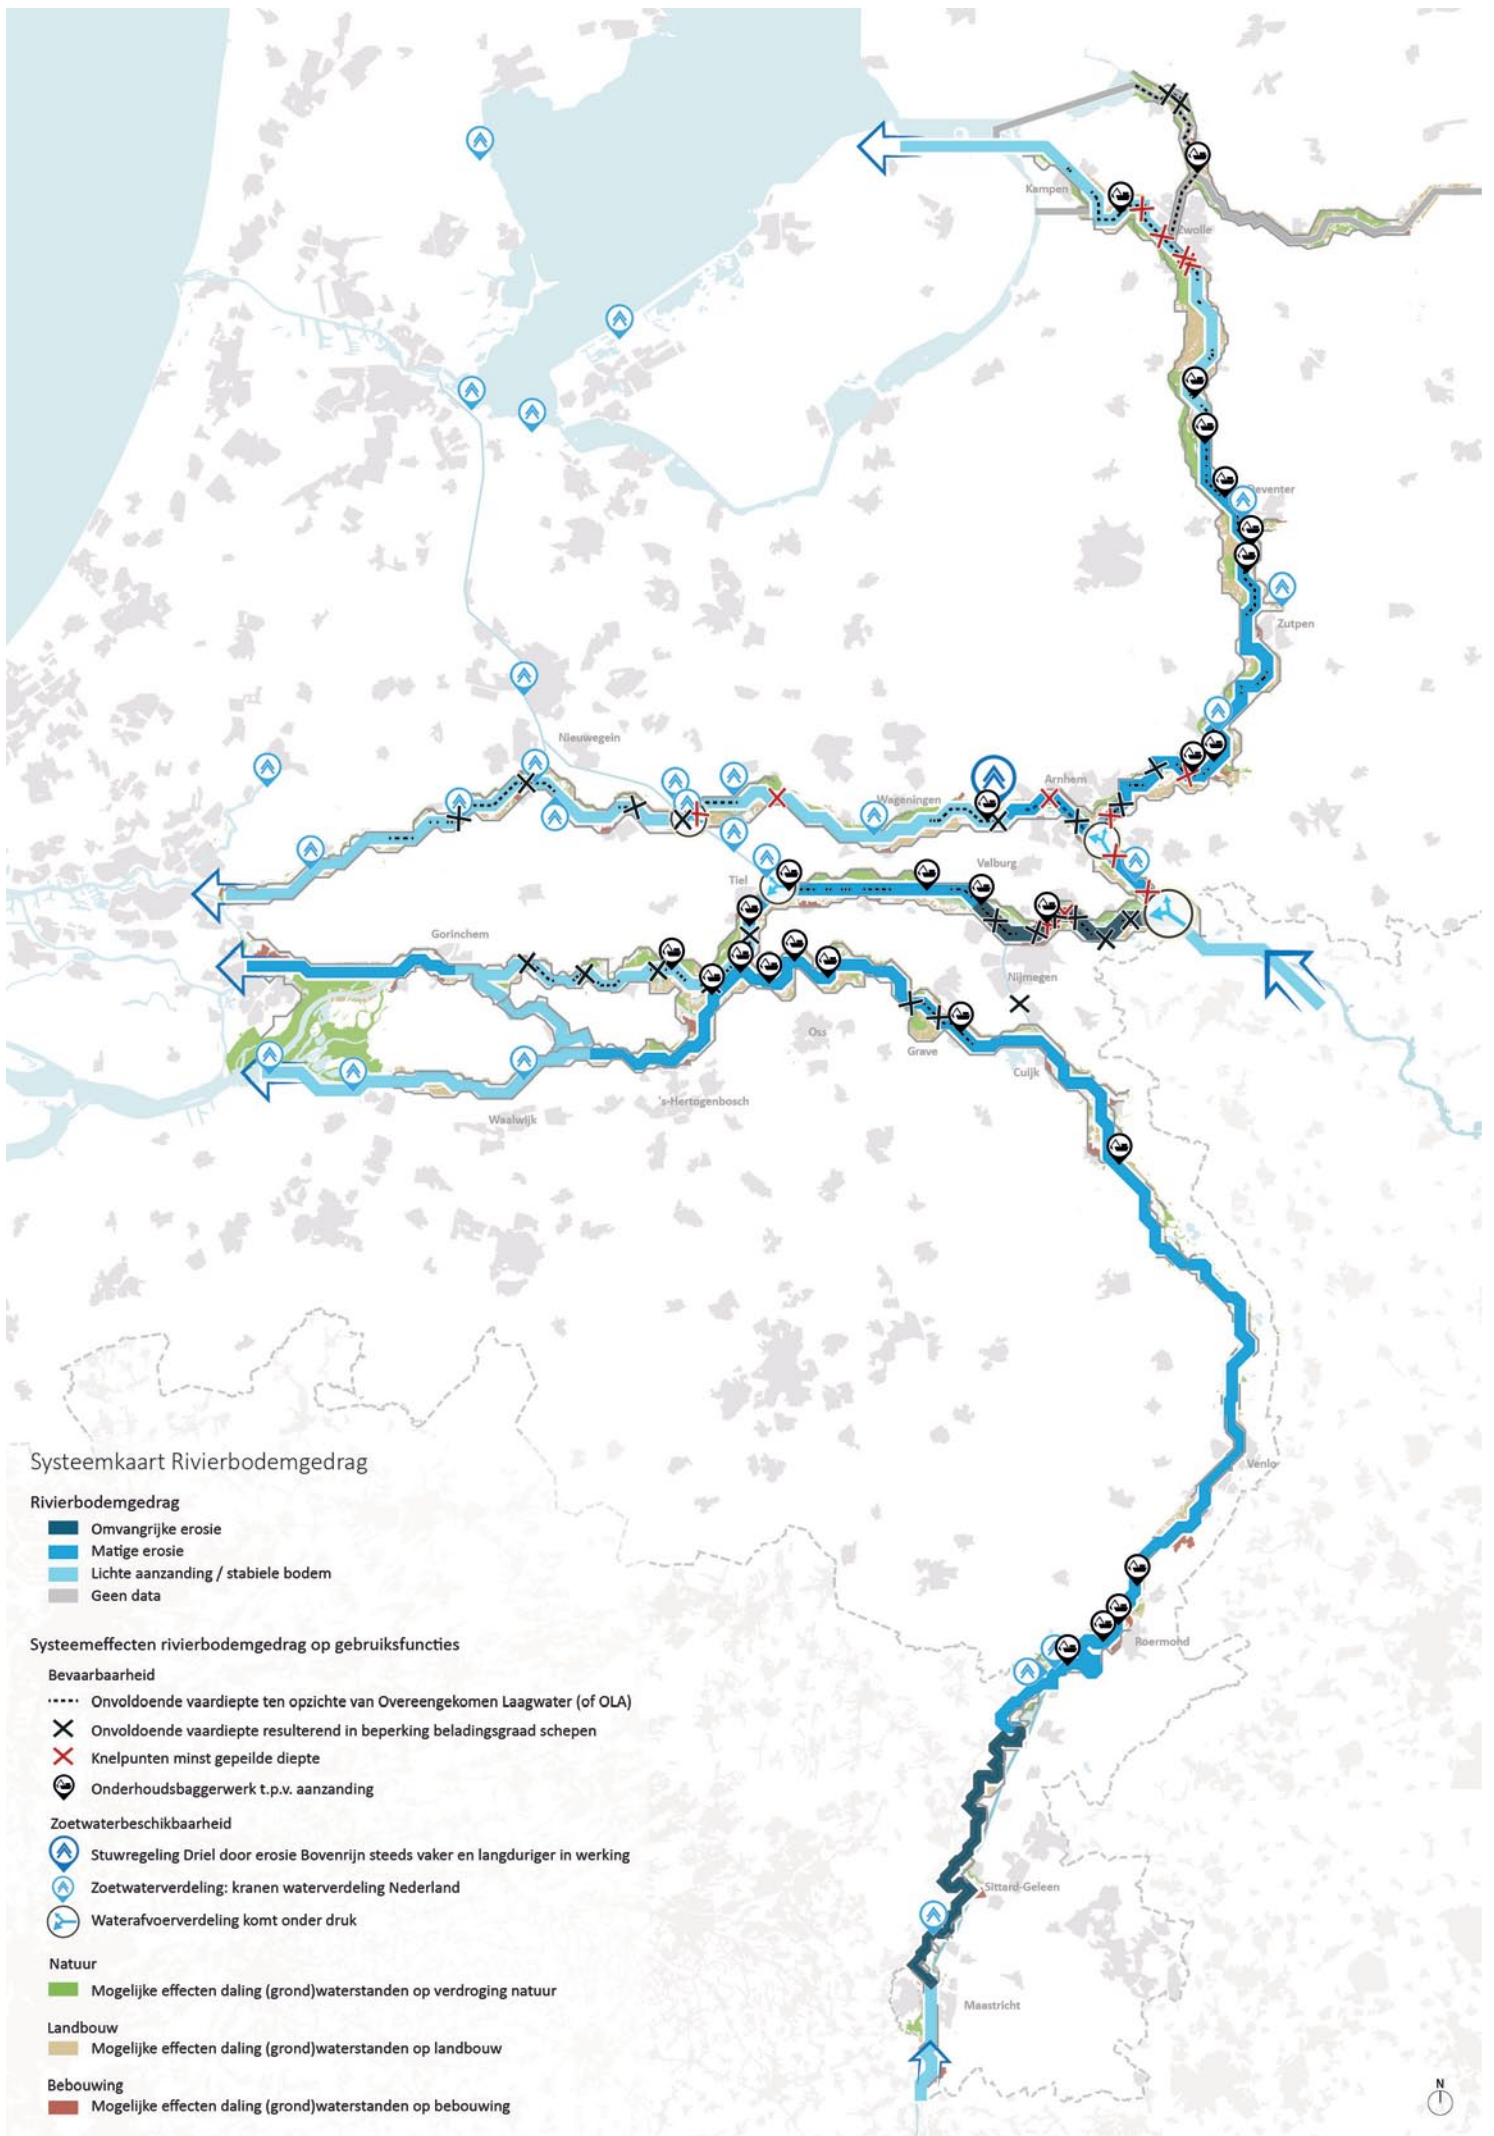 Kampen
Zwolle
Deventer
Zutpen
Nieuwegein
Arnhem
Wageningen
Valburg
Tiel
Gorinchem
Nijmegen
Oss
Grave
Cuijk
's-Hertogenbosch
Waalwijk
Venlo
Roermond
Sittard-Geleen
Maastricht
Systeemkaart Rivierbodemgedrag
Rivierbodemgedrag
Omvangrijke erosie
Matige erosie
Lichte aanzanding / stabiele bodem
Geen data
Systeemeffecten rivierbodemgedrag op gebruiksfuncties
Bevaarbaarheid
Onvoldoende vaardiepte ten opzichte van Overeengekomen Laagwater (of OLA)
Onvoldoende vaardiepte resulterend in beperking beladingsgraad schepen
Knelpunten minst gepeilde diepte
Onderhoudsbaggerwerk t.p.v. aanzanding
Zoetwaterbeschikbaarheid
Stuwregeling Driel door erosie Bovenrijn steeds vaker en langduriger in werking
Zoetwaterverdeling: kranen waterverdeling Nederland
Waterafvoerverdeling komt onder druk
Natuur
Mogelijke effecten daling (grond)waterstanden op verdroging natuur
Landbouw
Mogelijke effecten daling (grond)waterstanden op landbouw
Bebouwing
Mogelijke effecten daling (grond)waterstanden op bebouwing
N